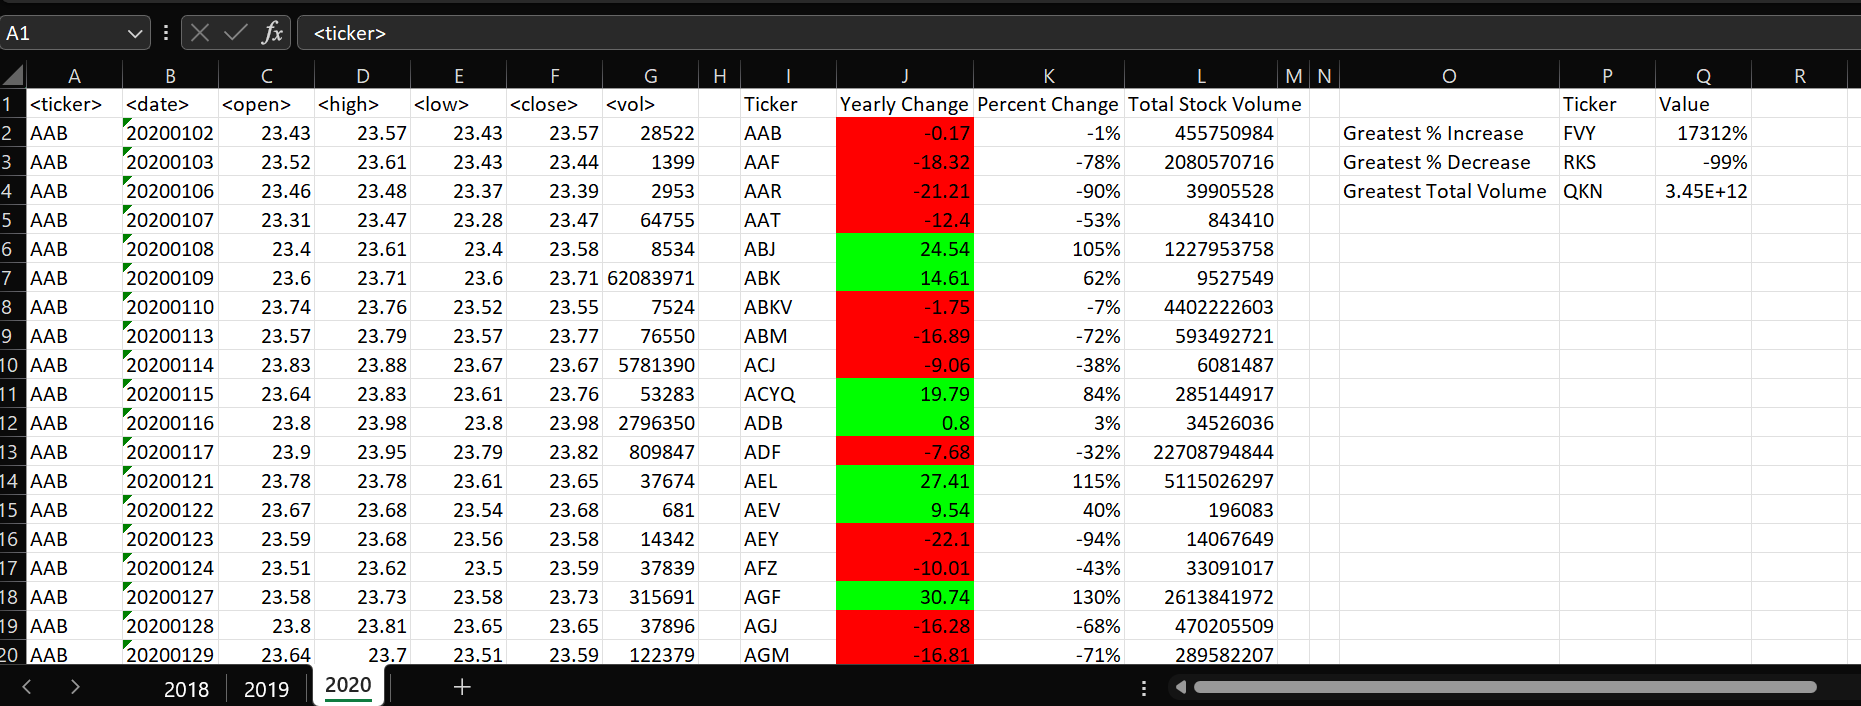 A1 fx <ticker>
A B C D E F G H I J K L M N O P Q R
1 <ticker> <date> <open> <high> <low> <close> <vol> Ticker Yearly Change Percent Change Total Stock Volume Ticker Value
2 AAB 20200102 23.43 23.57 23.43 23.57 28522 AAB -0.17 -1% 455750984 Greatest % Increase FVY 17312%
3 AAB 20200103 23.52 23.61 23.43 23.44 1399 AAF -18.32 -78% 2080570716 Greatest % Decrease RKS -99%
4 AAB 20200106 23.46 23.48 23.37 23.39 2953 AAR -21.21 -90% 39905528 Greatest Total Volume QKN 3.45E+12
5 AAB 20200107 23.31 23.47 23.28 23.47 64755 AAT -12.4 -53% 843410
6 AAB 20200108 23.4 23.61 23.4 23.58 8534 ABJ 24.54 105% 1227953758
7 AAB 20200109 23.6 23.71 23.6 23.71 62083971 ABK 14.61 62% 9527549
8 AAB 20200110 23.74 23.76 23.52 23.55 7524 ABKV -1.75 -7% 4402222603
9 AAB 20200113 23.57 23.79 23.57 23.77 76550 ABM -16.89 -72% 593492721
10 AAB 20200114 23.83 23.88 23.67 23.67 5781390 ACJ -9.06 -38% 6081487
11 AAB 20200115 23.64 23.83 23.61 23.76 53283 ACYQ 19.79 84% 285144917
12 AAB 20200116 23.8 23.98 23.8 23.98 2796350 ADB 0.8 3% 34526036
13 AAB 20200117 23.9 23.95 23.79 23.82 809847 ADF -7.68 -32% 22708794844
14 AAB 20200121 23.78 23.78 23.61 23.65 37674 AEL 27.41 115% 5115026297
15 AAB 20200122 23.67 23.68 23.54 23.68 681 AEV 9.54 40% 196083
16 AAB 20200123 23.59 23.68 23.56 23.58 14342 AEY -22.1 -94% 14067649
17 AAB 20200124 23.51 23.62 23.5 23.59 37839 AFZ -10.01 -43% 33091017
18 AAB 20200127 23.58 23.73 23.58 23.73 315691 AGF 30.74 130% 2613841972
19 AAB 20200128 23.8 23.81 23.65 23.65 37896 AGJ -16.28 -68% 470205509
20 AAB 20200129 23.64 23.7 23.51 23.59 122379 AGM -16.81 -71% 289582207
2018 2019 2020